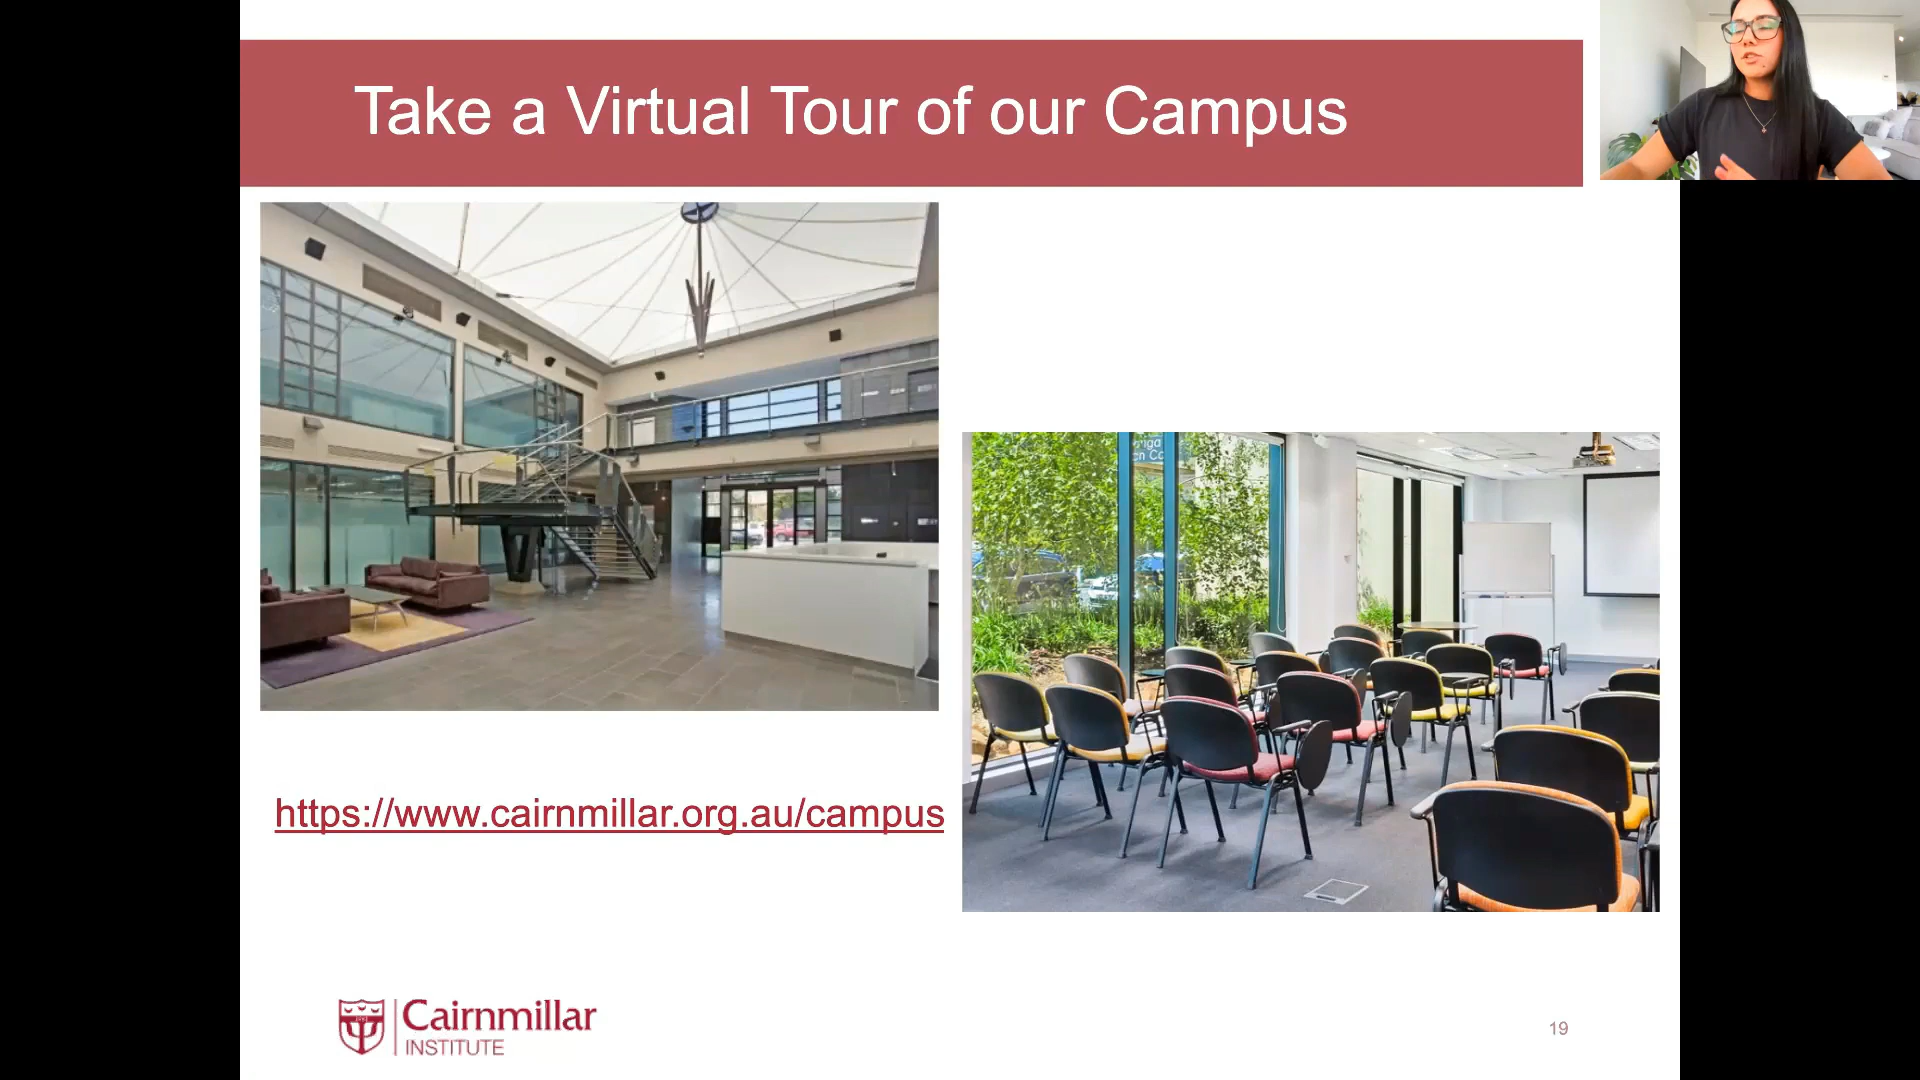 Take a Virtual Tour of our Campus
https://www.cairnmillar.org.au/campus
Cairnmillar
INSTITUTE
19